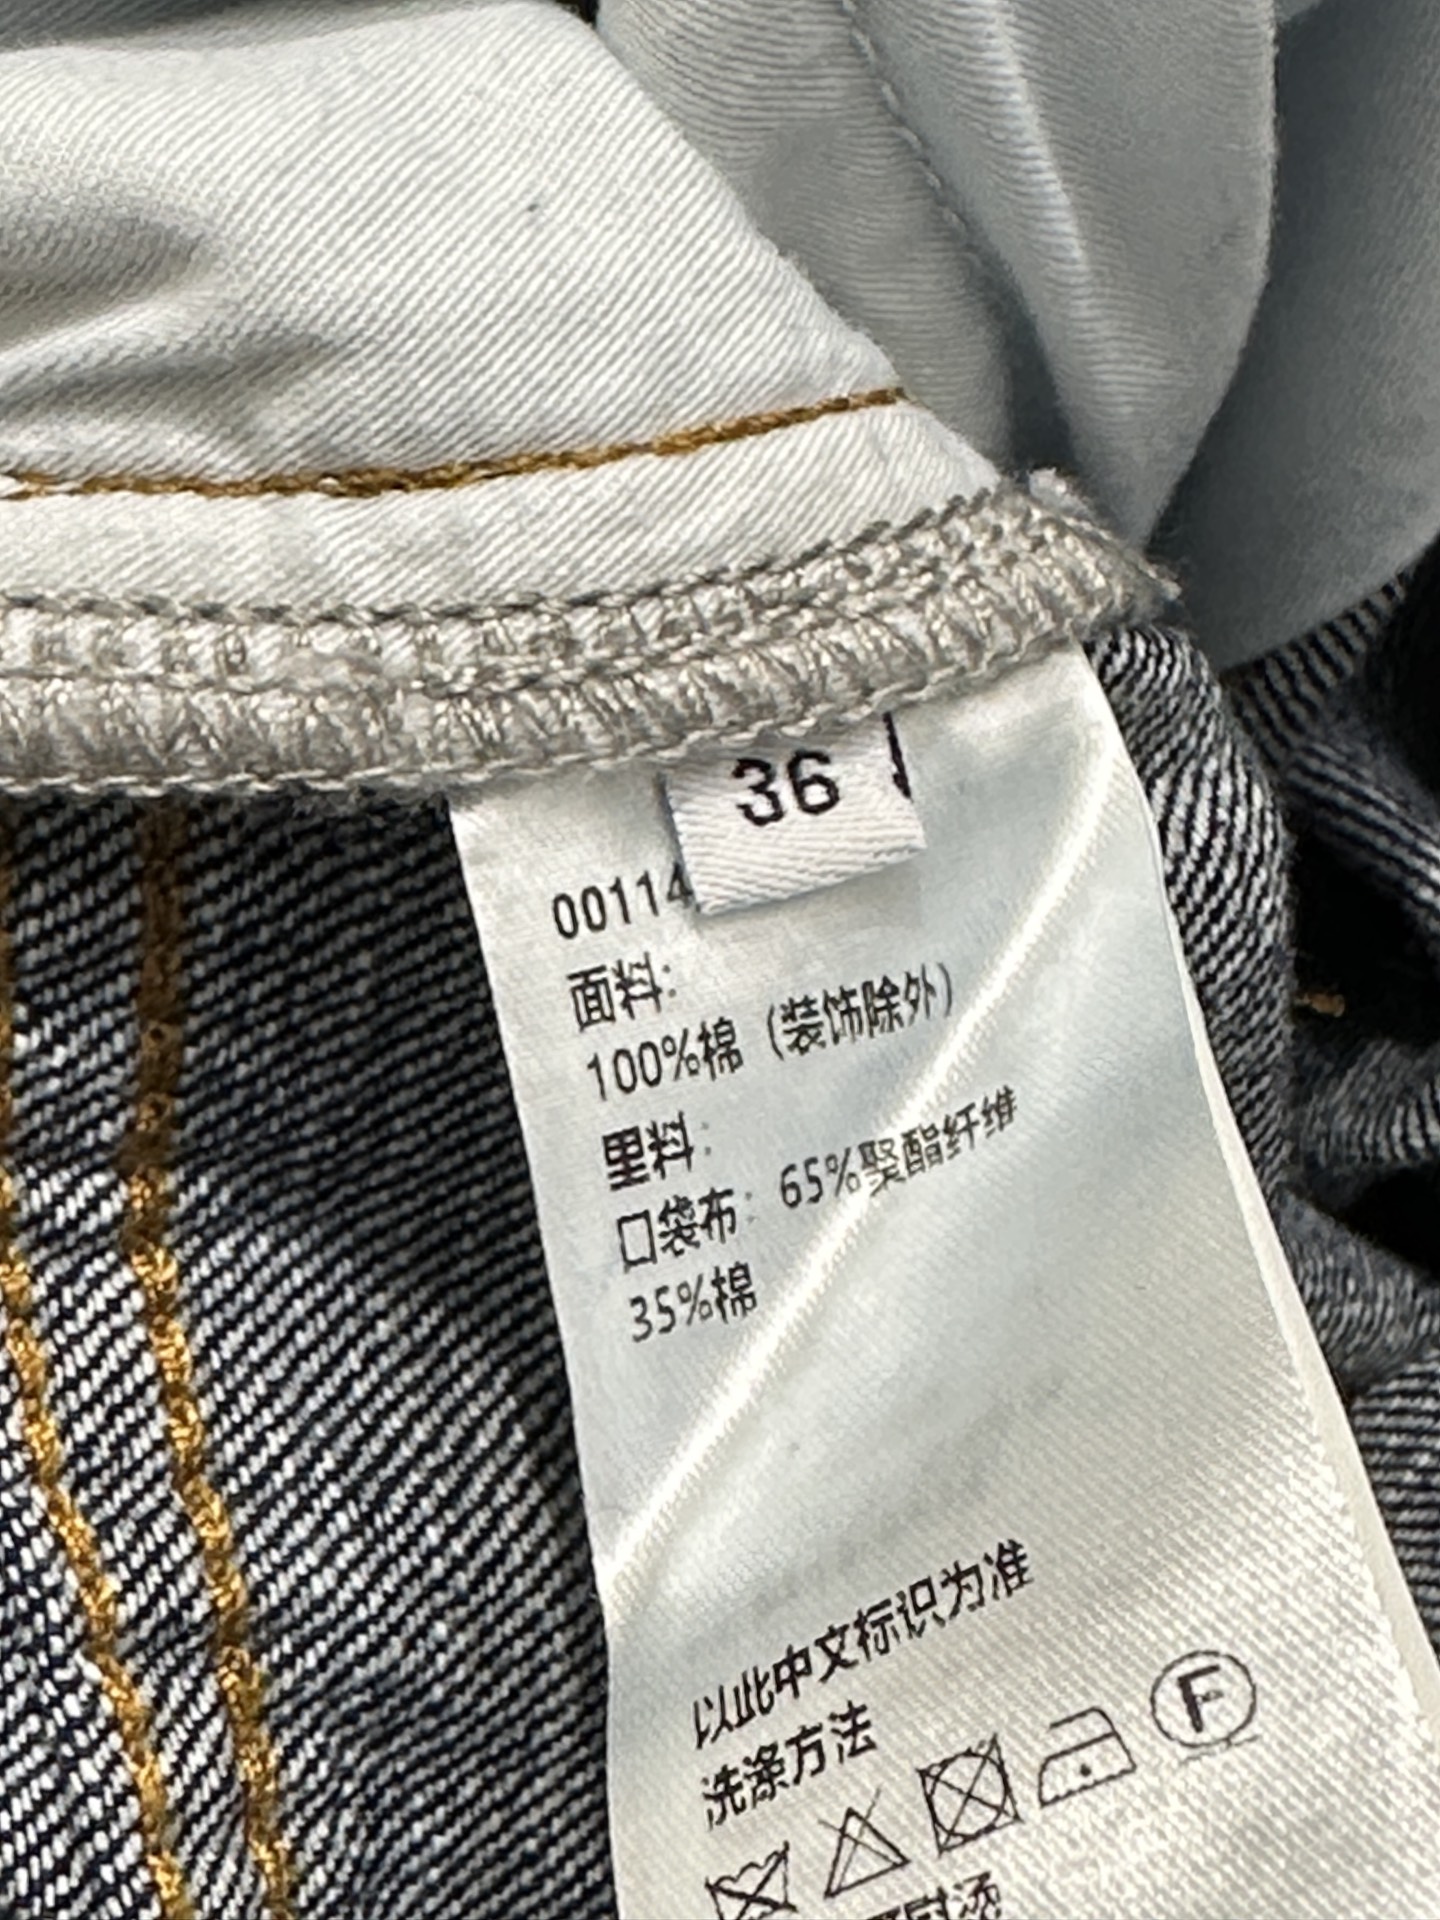 36
00114
面料:
100%棉（装饰除外）
里料:
口袋布: 65%聚酯纤维
35%棉
以此中文标识为准
洗涤方法
F